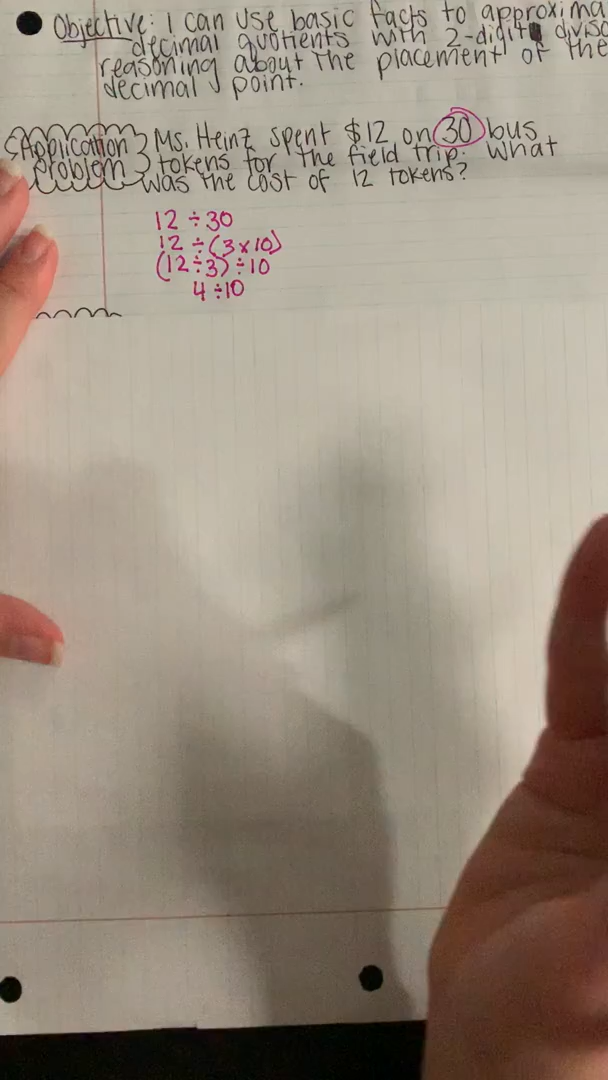 Objective: I can use basic facts to approxima
decimal quotients with 2-digit diviso
reasoning about the placement of the
decimal point.
Application Ms. Heinz spent $12 on 30 bus
problem tokens for the field trip. What
was the cost of 12 tokens?
12 ÷ 30
12 ÷ (3 x 10)
(12 ÷ 3) ÷ 10
4 ÷ 10